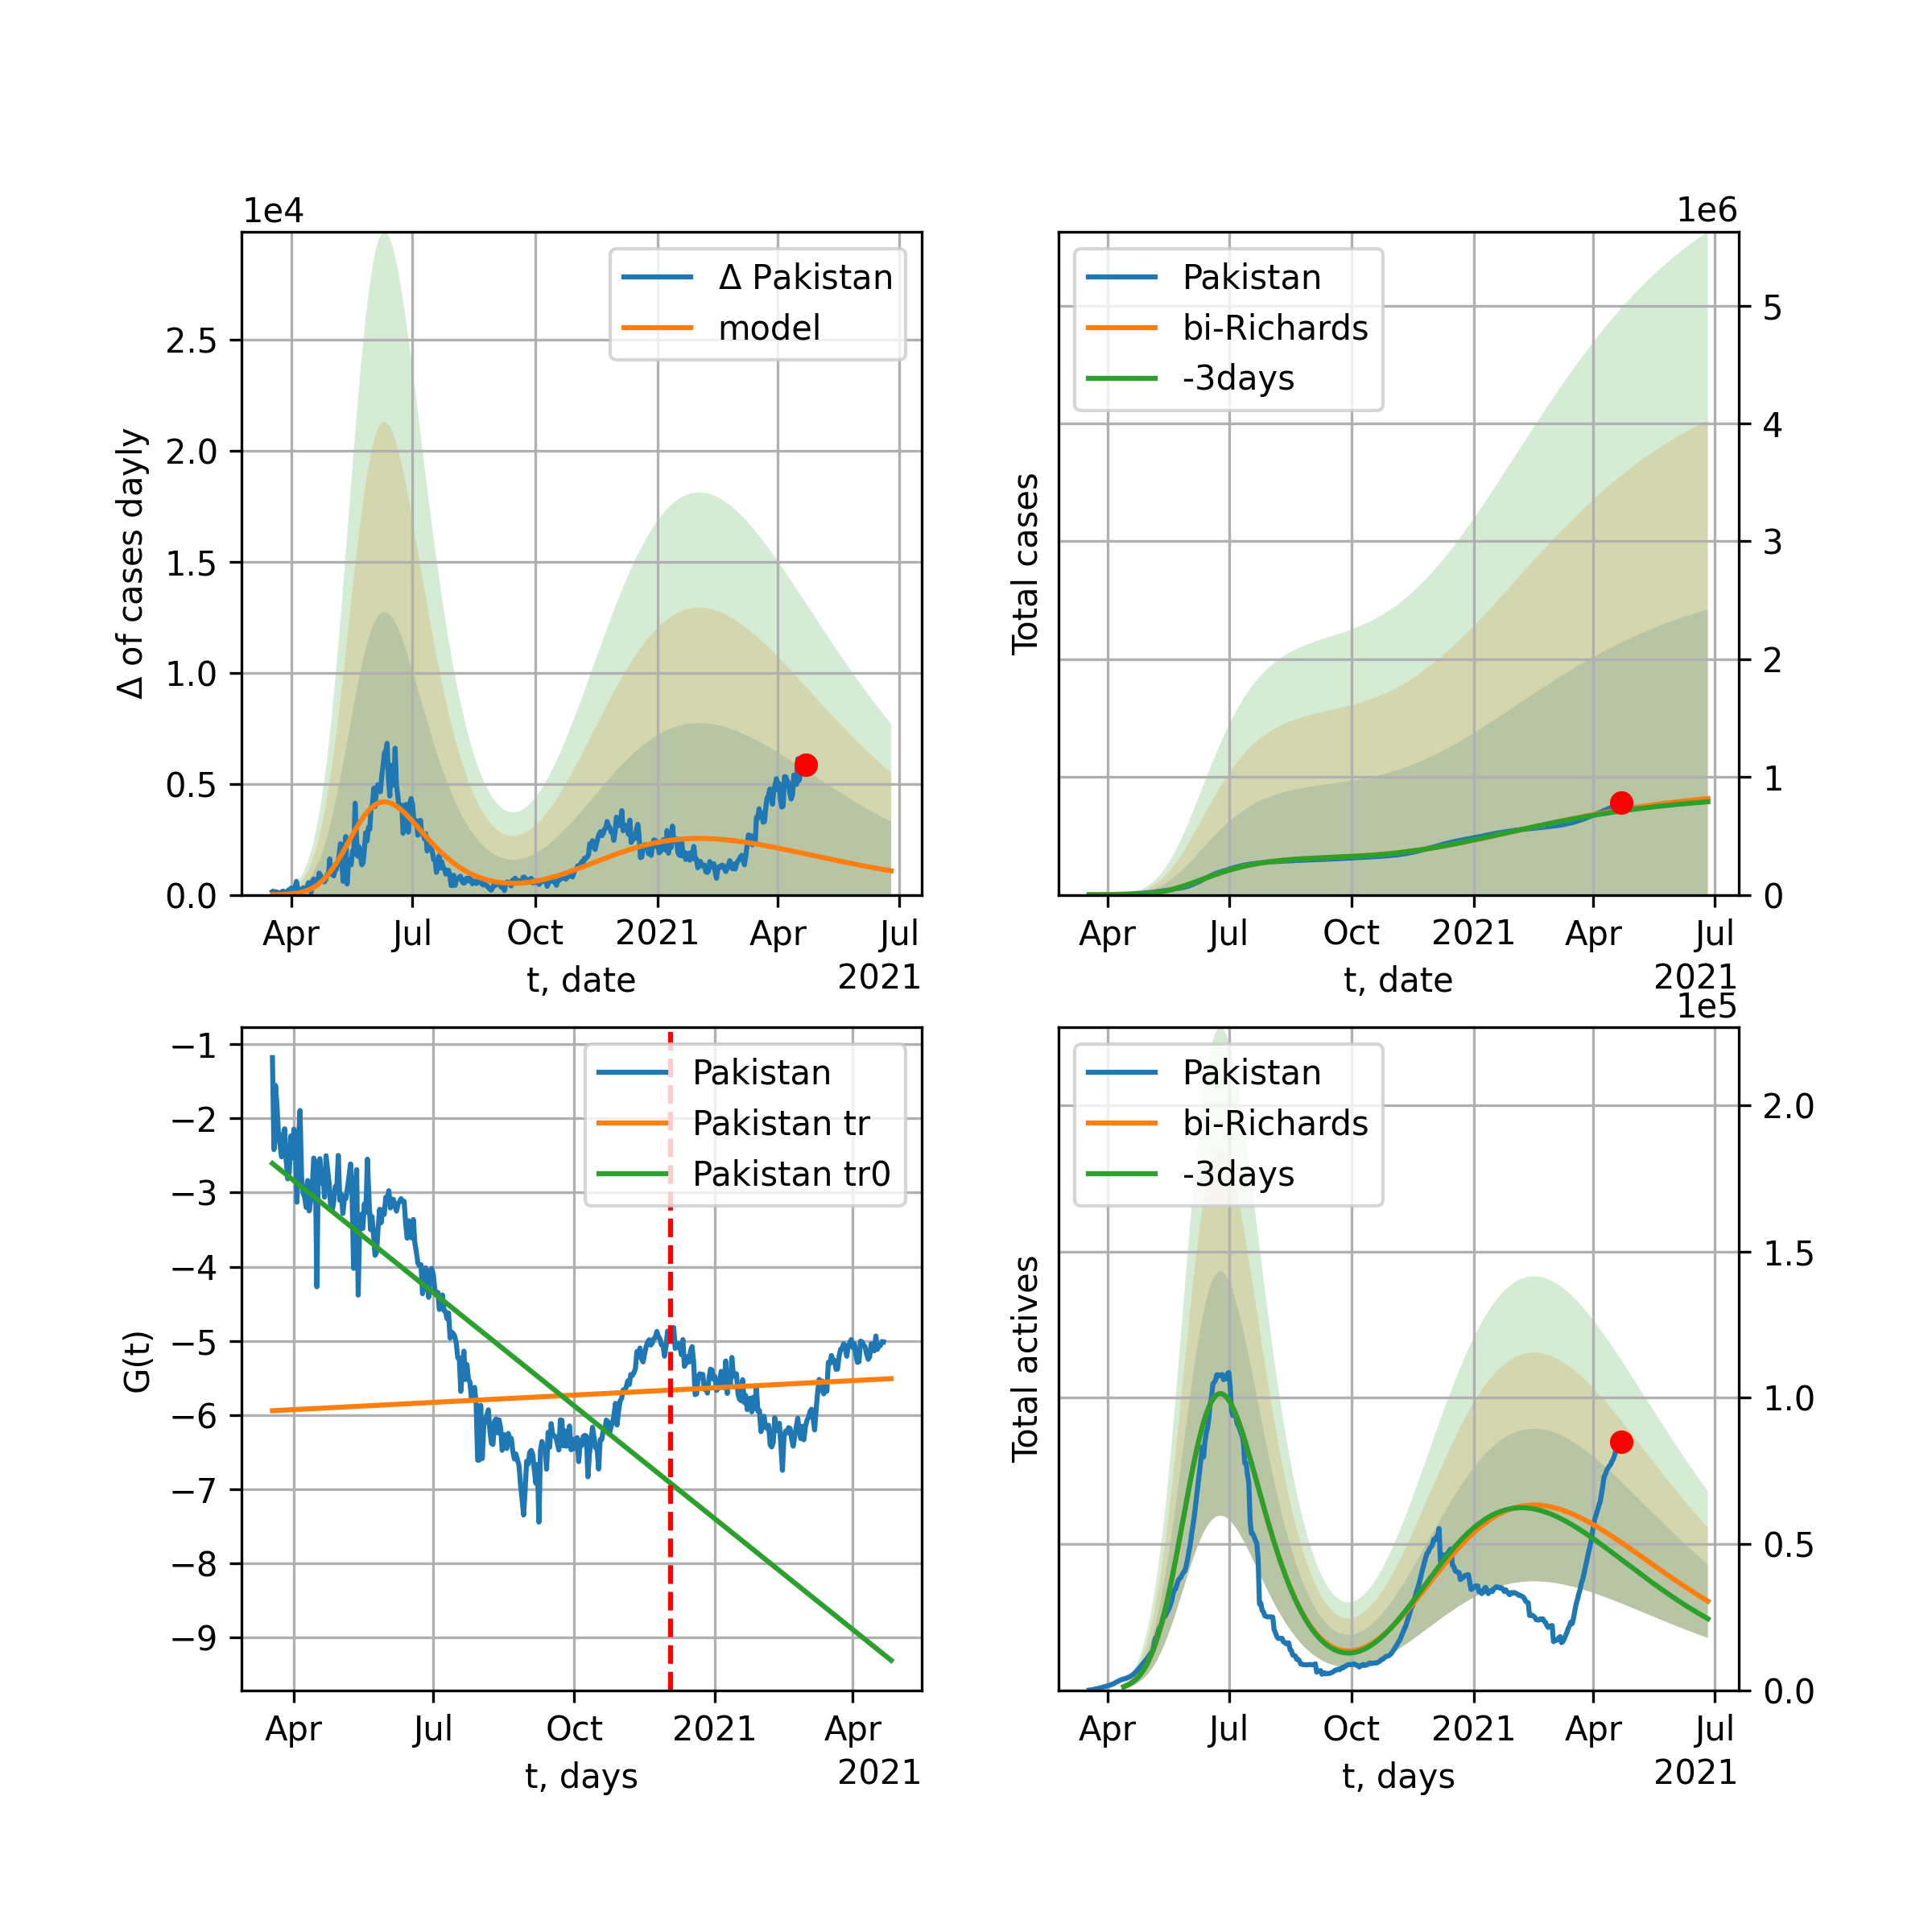 1e4
Δ Pakistan
model
2.5
2.0
1.5
1.0
0.5
0.0
Δ of cases dayly
Apr Jul Oct 2021 Apr Jul
t, date
2021
1e6
Pakistan
bi-Richards
-3days
5
4
3
2
1
0
Total cases
Apr Jul Oct 2021 Apr Jul
t, date
2021
−1
−2
−3
−4
−5
−6
−7
−8
−9
G(t)
Pakistan
Pakistan tr
Pakistan tr0
Apr Jul Oct 2021 Apr
t, days
2021
1e5
Pakistan
bi-Richards
-3days
2.0
1.5
1.0
0.5
0.0
Total actives
Apr Jul Oct 2021 Apr Jul
t, days
2021